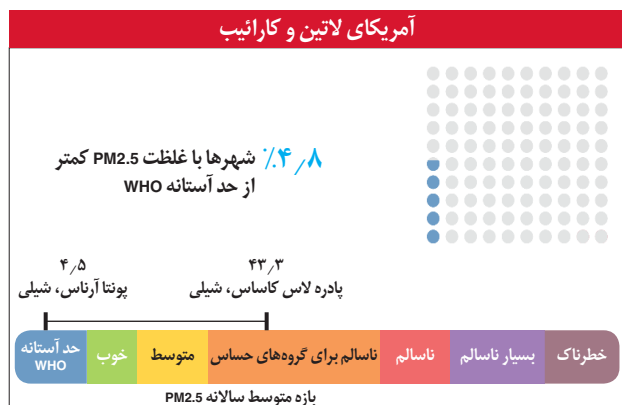 آمریکای لاتین و کارائیب
۴٫۸٪ شهرها با غلظت PM2.5 کمتر
از حد آستانه WHO
۴۳٫۳
پادره لاس کاساس، شیلی
۴٫۵
پونتا آرناس، شیلی
خطرناک
بسیار ناسالم
ناسالم
ناسالم برای گروه‌های حساس
متوسط
خوب
حد آستانه
WHO
بازه متوسط سالانه PM2.5